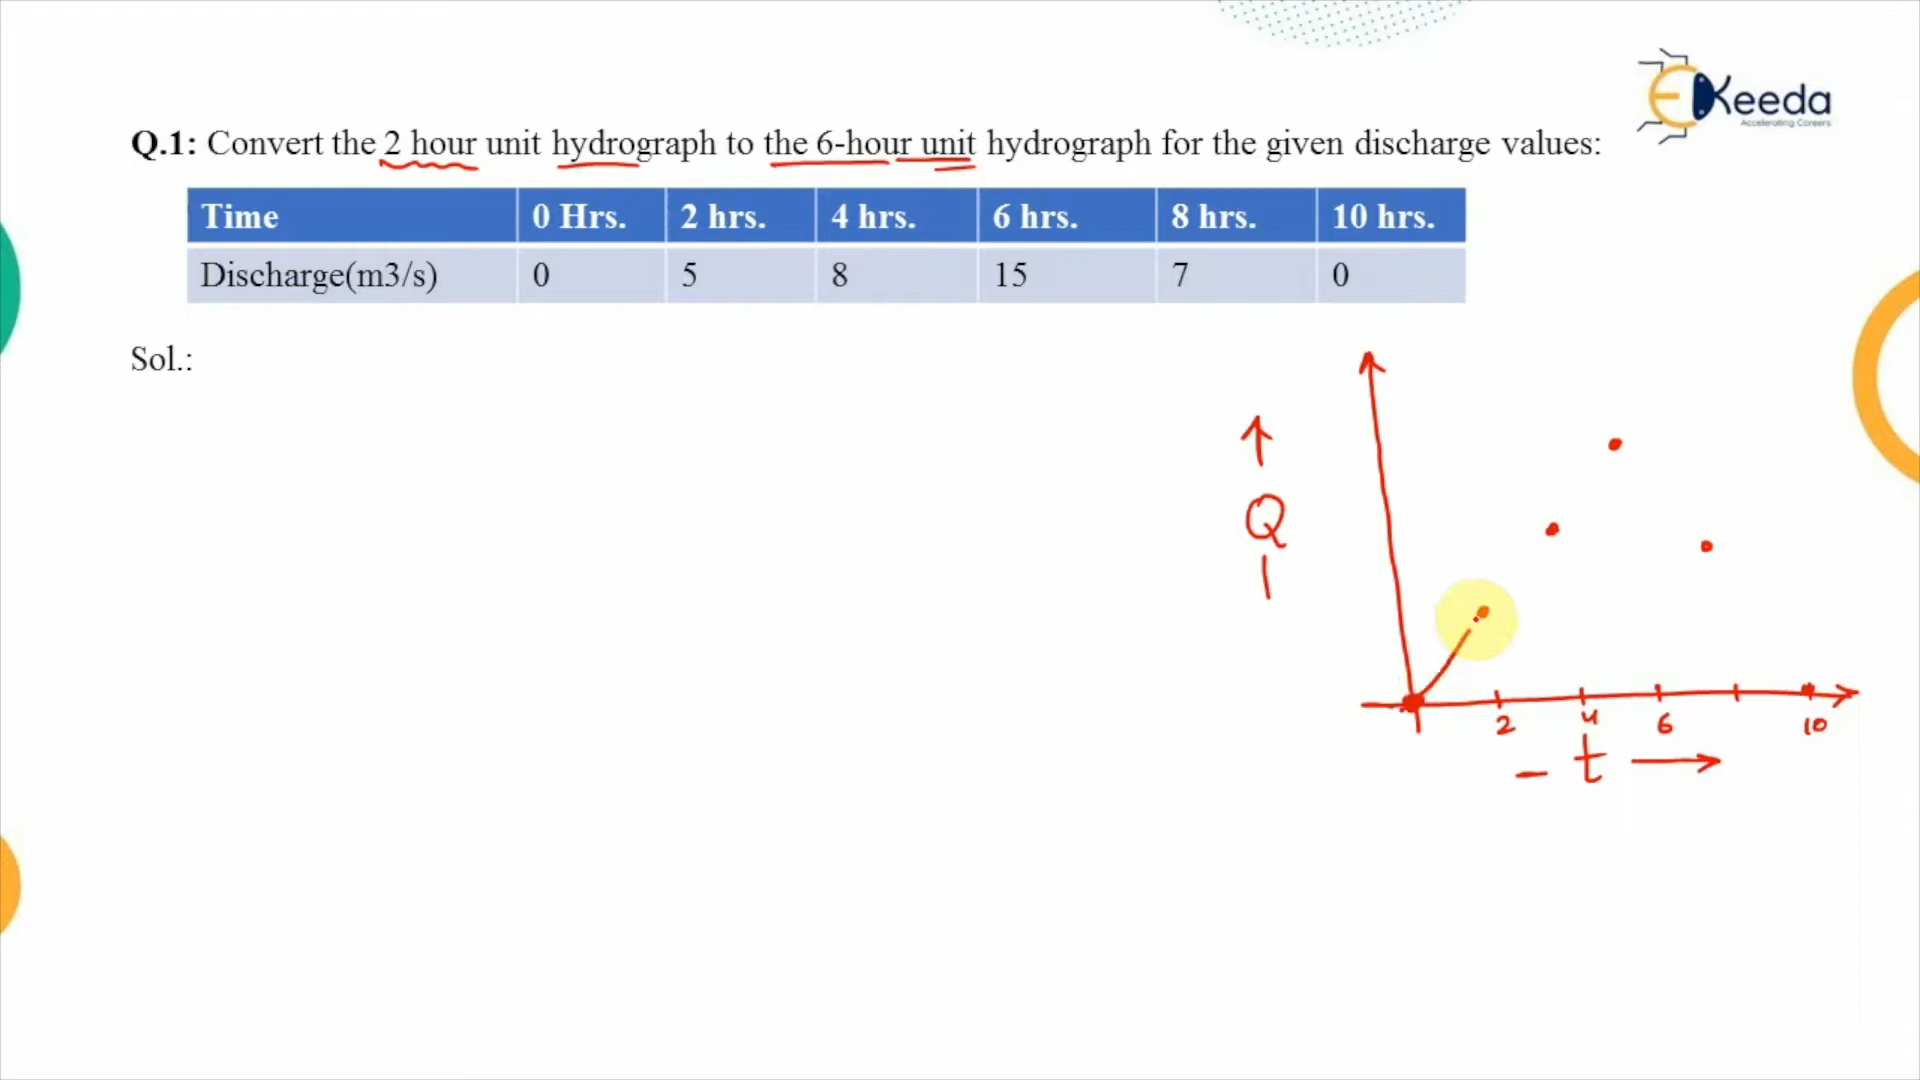 Keeda
Accelerating Careers
Q.1: Convert the 2 hour unit hydrograph to the 6-hour unit hydrograph for the given discharge values:
Time 0 Hrs. 2 hrs. 4 hrs. 6 hrs. 8 hrs. 10 hrs.
Discharge(m3/s) 0 5 8 15 7 0
Sol.:
Q
2 4 6 10
t